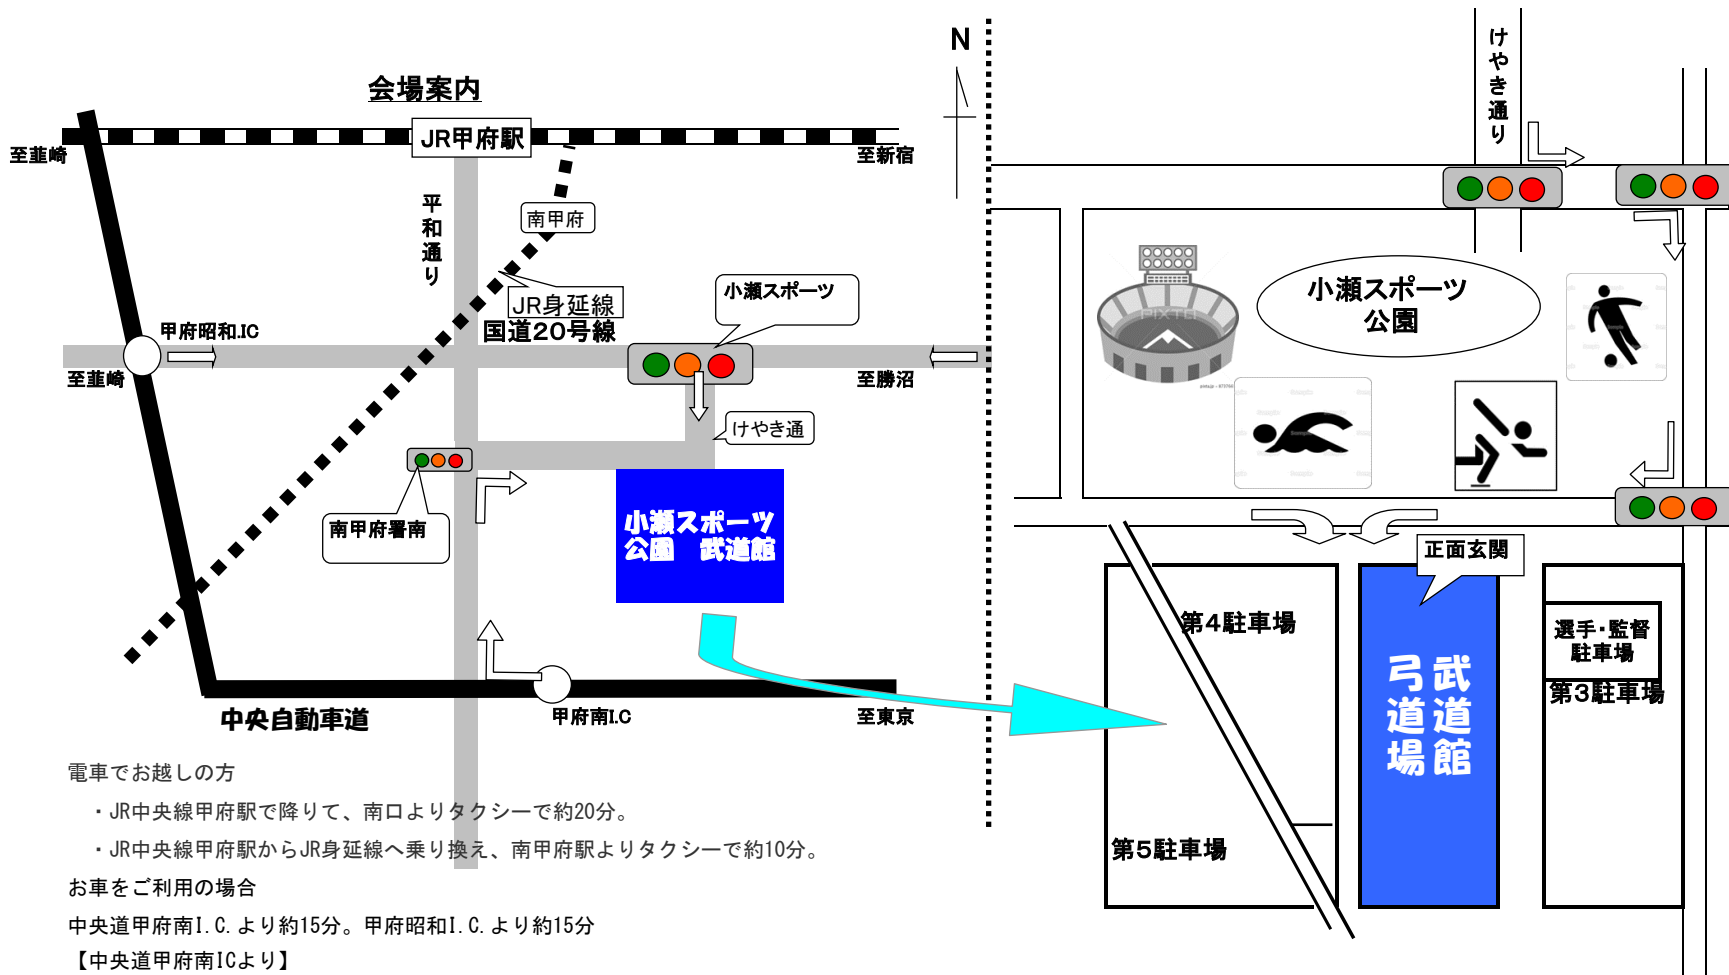 会場案内
N
JR甲府駅
至韮崎
至新宿
平和通り
南甲府
JR身延線
国道20号線
小瀬スポーツ
甲府昭和.IC
至韮崎
至勝沼
けやき通
南甲府署南
小瀬スポーツ
公園　武道館
中央自動車道
甲府南I.C
至東京
電車でお越しの方
・JR中央線甲府駅で降りて、南口よりタクシーで約20分。
・JR中央線甲府駅からJR身延線へ乗り換え、南甲府駅よりタクシーで約10分。
お車をご利用の場合
中央道甲府南I.C.より約15分。甲府昭和I.C.より約15分
【中央道甲府南ICより】
けやき通り
小瀬スポーツ
公園
PIXTA
正面玄関
第4駐車場
第5駐車場
武道館
弓道場
選手・監督
駐車場
第3駐車場